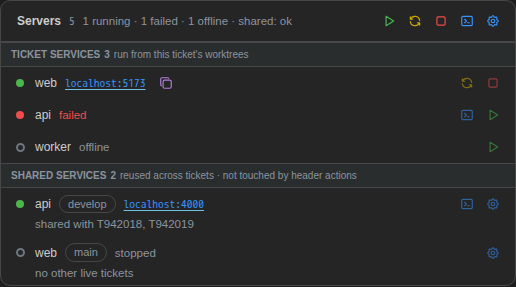 Servers 5 1 running · 1 failed · 1 offline · shared: ok
TICKET SERVICES 3 run from this ticket's worktrees
web localhost:5173
api failed
worker offline
SHARED SERVICES 2 reused across tickets · not touched by header actions
api develop localhost:4000
shared with T942018, T942019
web main stopped
no other live tickets